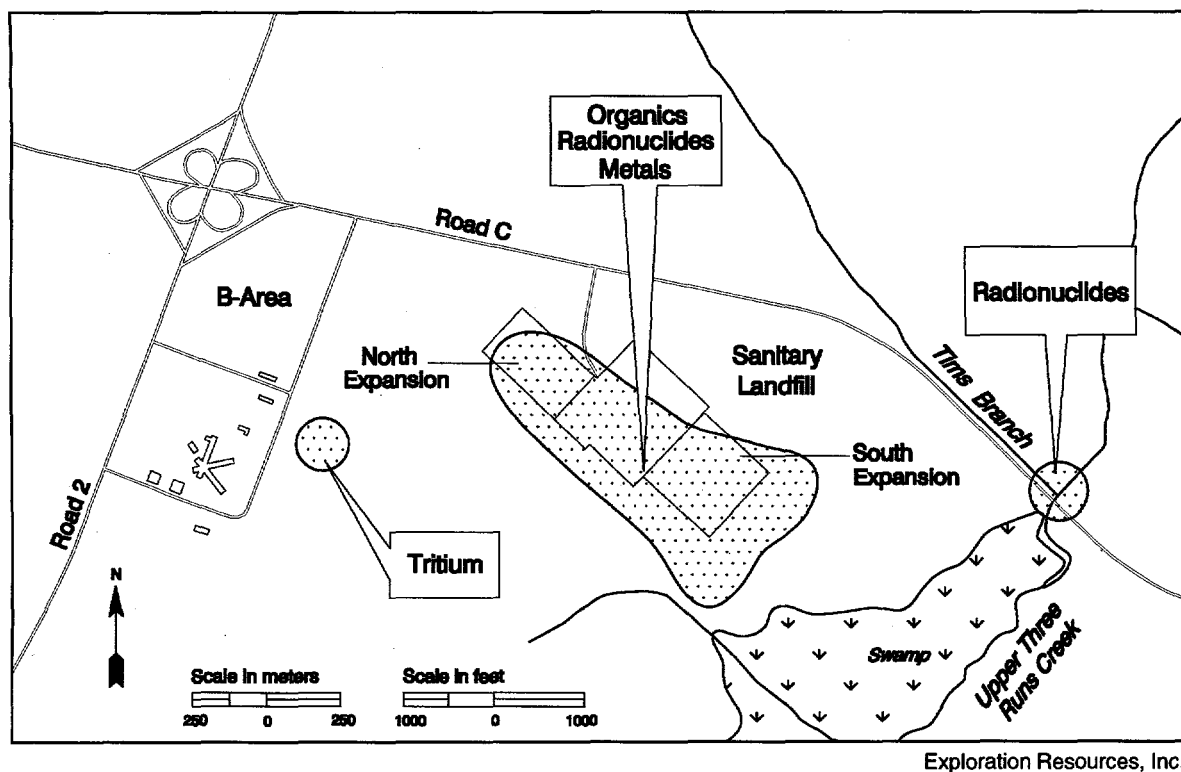 Organics
Radionuclides
Metals
Road C
Radionuclides
B-Area
North
Expansion
Sanitary
Landfill
Tims Branch
South
Expansion
Road 2
Tritium
N
Scale in meters
250 0 250
Scale in feet
1000 0 1000
Swamp
Upper Three
Runs Creek
Exploration Resources, Inc.